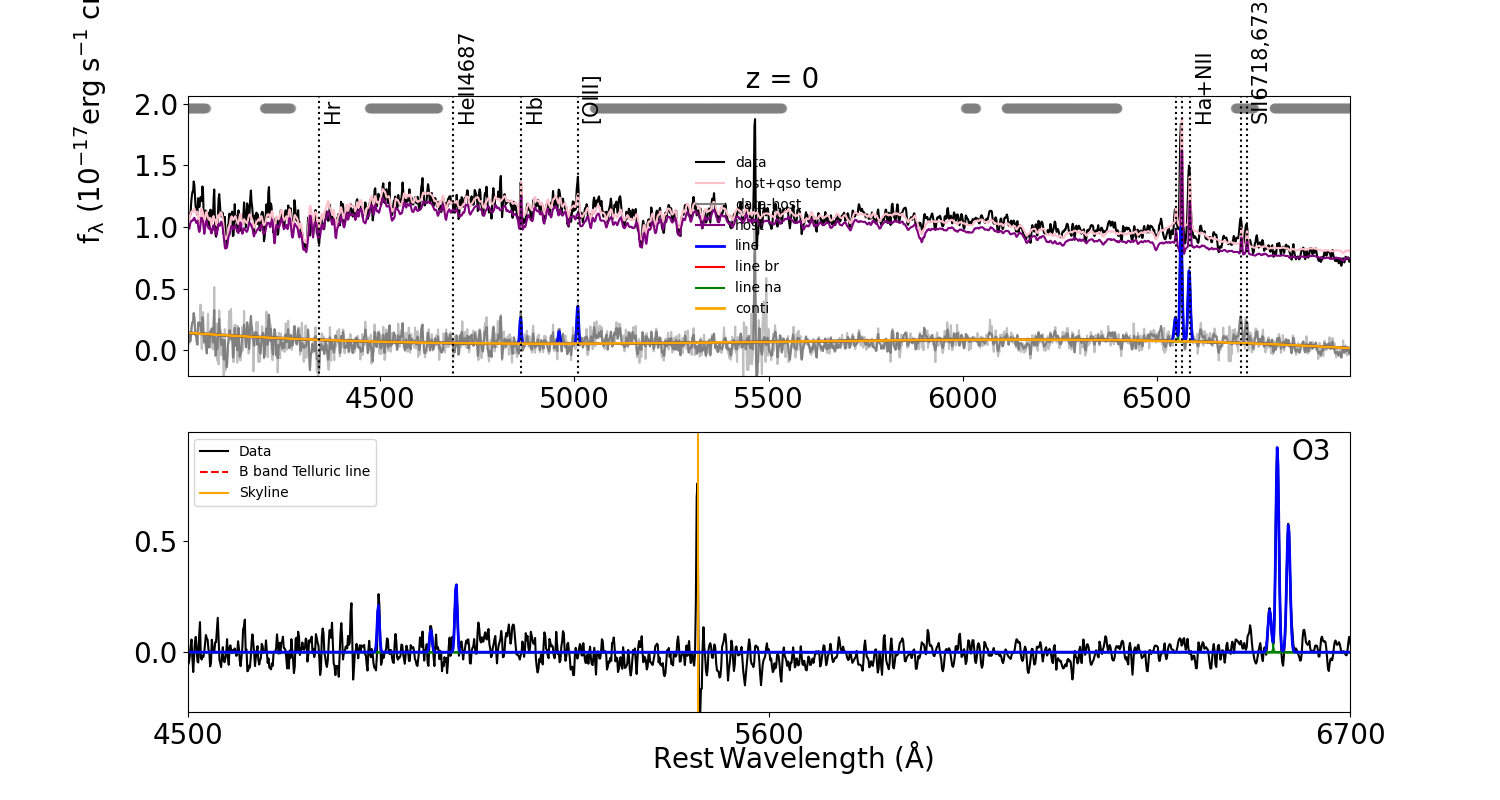 z = 0
f_λ (10^−17 erg s^−1 c
Hr
HeII4687
Hb
[OIII]
Ha+NII
SII6718,673
2.0
1.5
1.0
0.5
0.0
data
host+qso temp
data-host
host
line
line br
line na
conti
4500
5000
5500
6000
6500
Data
B band Telluric line
Skyline
O3
0.5
0.0
4500
5600
6700
Rest Wavelength (Å)